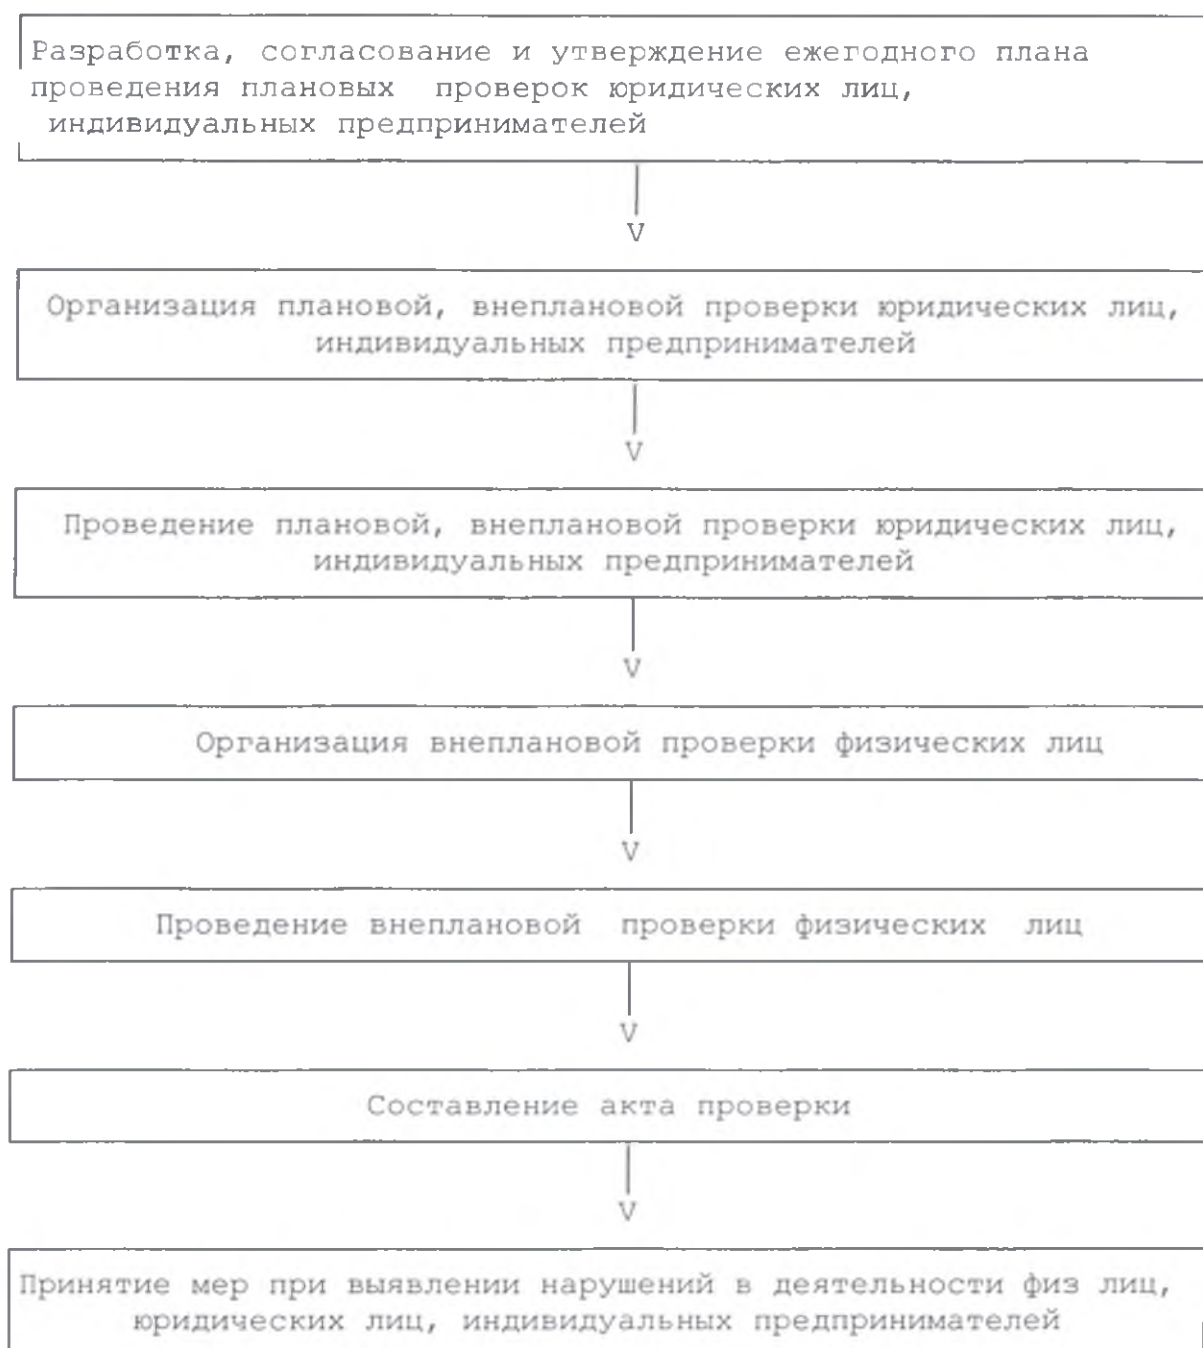 Разработка, согласование и утверждение ежегодного плана
проведения плановых проверок юридических лиц,
индивидуальных предпринимателей
V
Организация плановой, внеплановой проверки юридических лиц,
индивидуальных предпринимателей
V
Проведение плановой, внеплановой проверки юридических лиц,
индивидуальных предпринимателей
V
Организация внеплановой проверки физических лиц
V
Проведение внеплановой проверки физических лиц
V
Составление акта проверки
V
Принятие мер при выявлении нарушений в деятельности физ лиц,
юридических лиц, индивидуальных предпринимателей